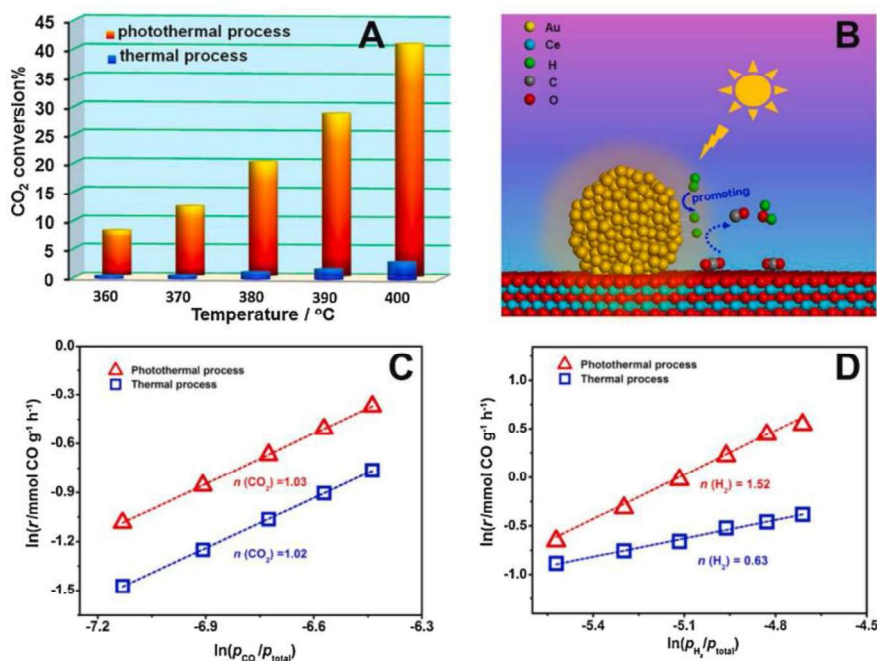 A
photothermal process
thermal process
CO2 conversion%
45
40
35
30
25
20
15
10
5
0
360 370 380 390 400
Temperature / °C
B
Au
Ce
H
C
O
promoting
C
Photothermal process
Thermal process
ln(r/mmol CO g⁻¹ h⁻¹)
0.0
-0.3
-0.6
-0.9
-1.2
-1.5
n (CO2) =1.03
n (CO2) =1.02
-7.2 -6.9 -6.6 -6.3
ln(pCO/ptotal)
D
Photothermal process
Thermal process
ln(r/mmol CO g⁻¹ h⁻¹)
1.0
0.5
0.0
-0.5
-1.0
n (H2) = 1.52
n (H2) = 0.63
-5.4 -5.1 -4.8 -4.5
ln(pH2/ptotal)